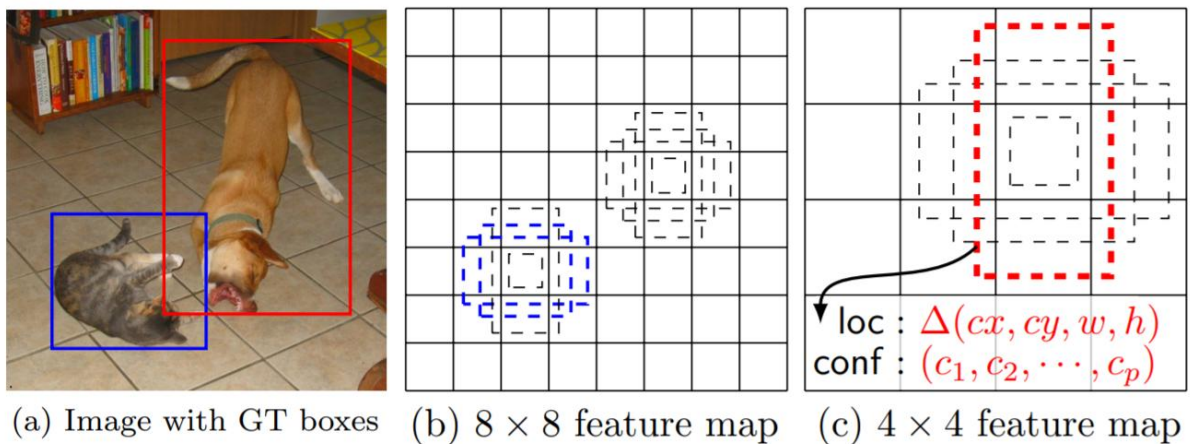 loc : Δ(cx, cy, w, h)
conf : (c₁, c₂, ⋯, cₚ)
(a) Image with GT boxes
(b) 8 × 8 feature map
(c) 4 × 4 feature map